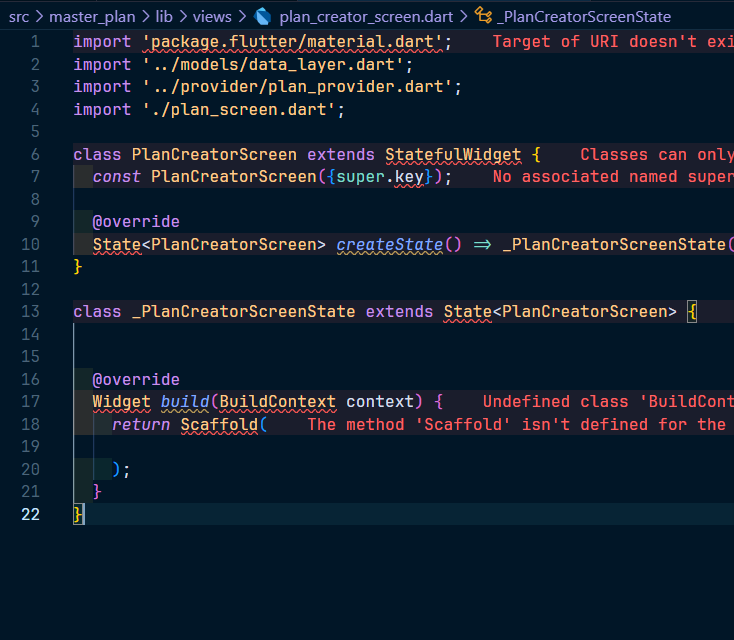 src > master_plan > lib > views > plan_creator_screen.dart > _PlanCreatorScreenState
1 import 'package.flutter/material.dart'; Target of URI doesn't exi
2 import '../models/data_layer.dart';
3 import '../provider/plan_provider.dart';
4 import './plan_screen.dart';
5
6 class PlanCreatorScreen extends StatefulWidget { Classes can only
7 const PlanCreatorScreen({super.key}); No associated named super
8
9 @override
10 State<PlanCreatorScreen> createState() => _PlanCreatorScreenState(
11 }
12
13 class _PlanCreatorScreenState extends State<PlanCreatorScreen> {
14
15
16 @override
17 Widget build(BuildContext context) { Undefined class 'BuildCont
18 return Scaffold( The method 'Scaffold' isn't defined for the
19
20 );
21 }
22 }